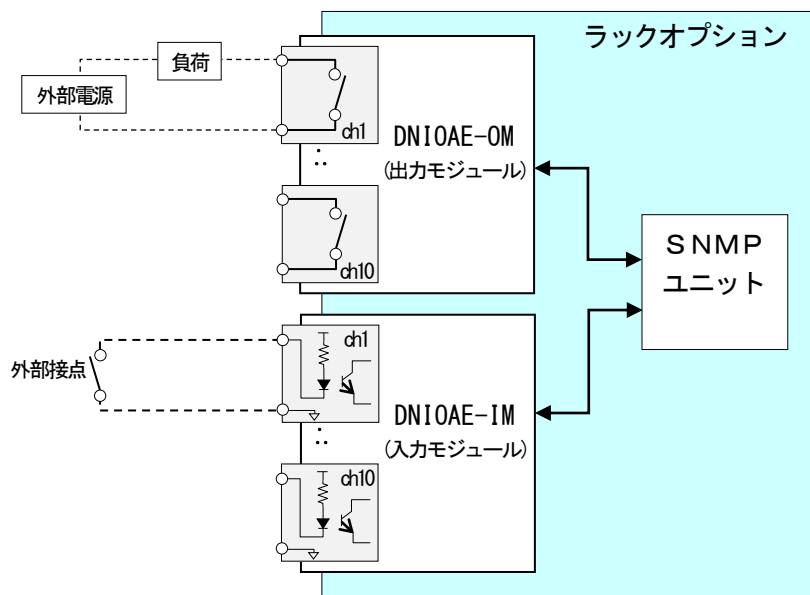 ラックオプション
負荷
外部電源
ch1
DNIOAE-OM
(出力モジュール)
:
ch10
SNMP
ユニット
ch1
外部接点
DNIOAE-IM
(入力モジュール)
:
ch10